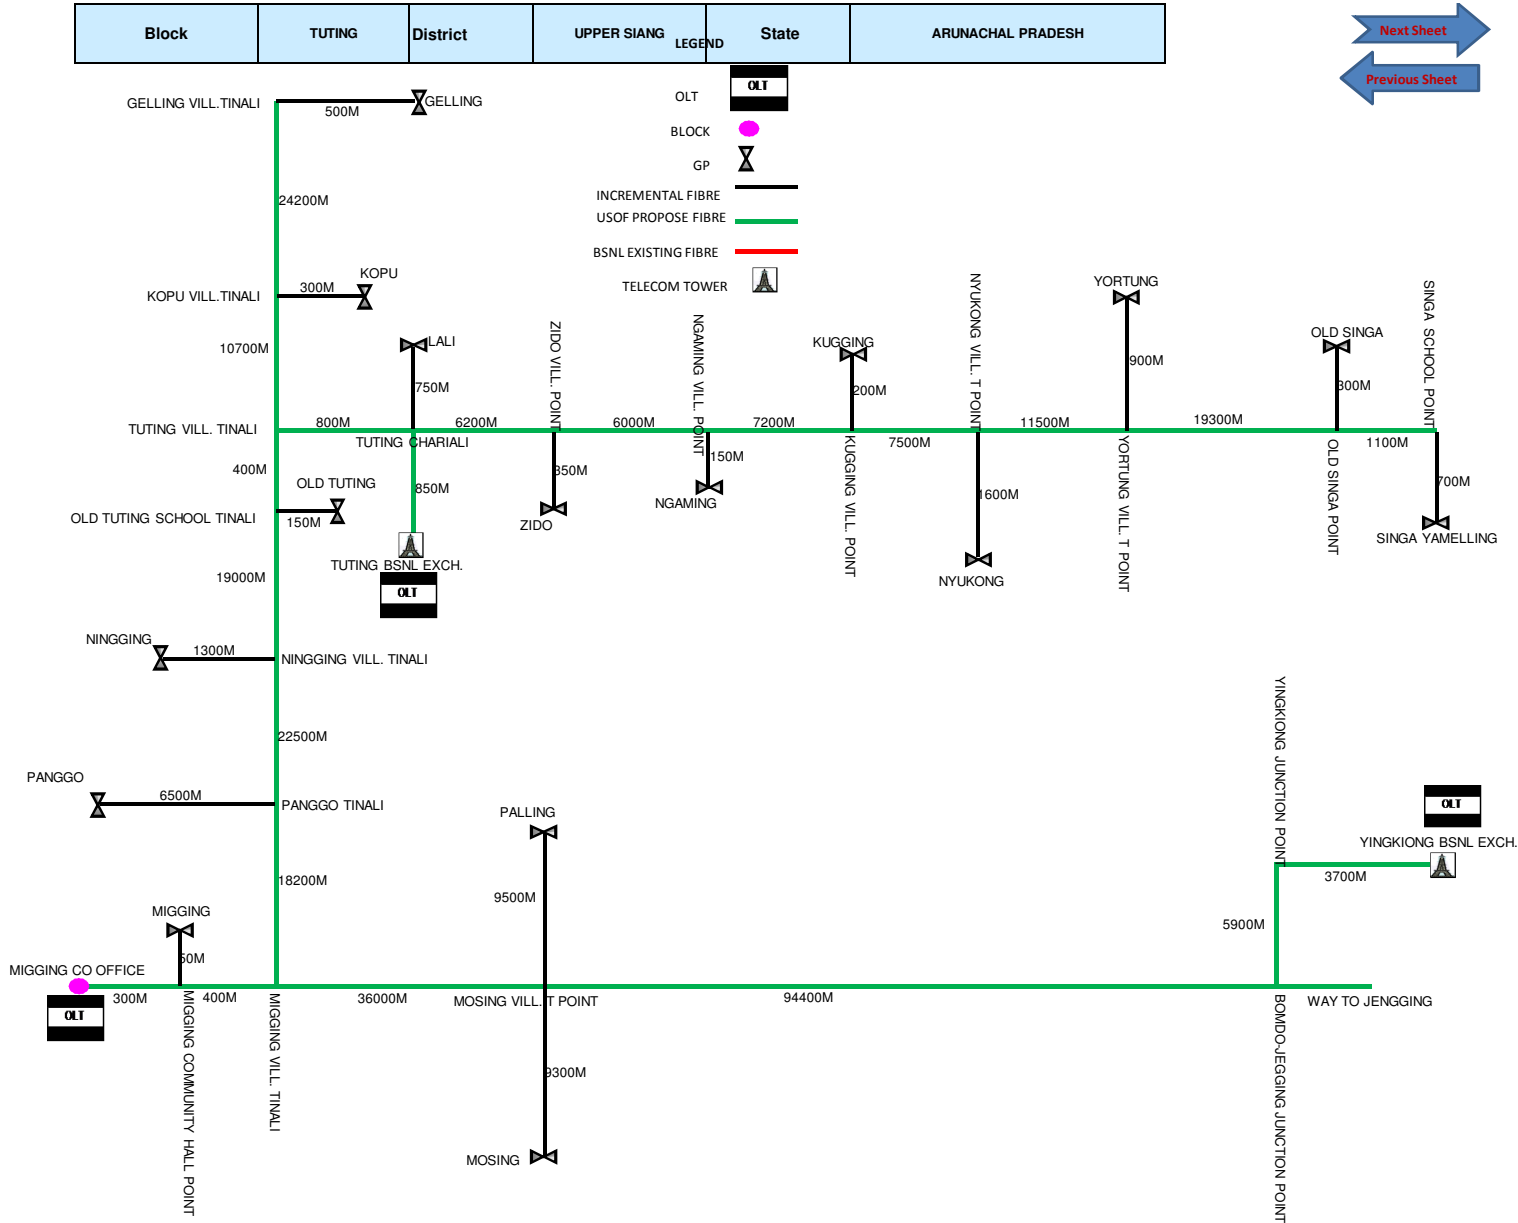 Block TUTING District UPPER SIANG State ARUNACHAL PRADESH
Next Sheet
Previous Sheet
LEGEND
OLT
OLT
BLOCK
GP
INCREMENTAL FIBRE
USOF PROPOSE FIBRE
BSNL EXISTING FIBRE
TELECOM TOWER
GELLING VILL.TINALI
500M
GELLING
24200M
KOPU VILL.TINALI
300M
KOPU
10700M
LALI
750M
ZIDO VILL. POINT
NGAMING VILL. POINT
KUGGING
200M
NYUKONG VILL. T POINT
YORTUNG
900M
OLD SINGA
300M
SINGA SCHOOL POINT
TUTING VILL. TINALI
800M
TUTING CHARIALI
6200M
6000M
7200M
7500M
11500M
19300M
1100M
400M
OLD TUTING
OLD TUTING SCHOOL TINALI
150M
850M
TUTING BSNL EXCH.
OLT
350M
ZIDO
150M
NGAMING
KUGGING VILL. POINT
1600M
NYUKONG
YORTUNG VILL. T POINT
OLD SINGA POINT
700M
SINGA YAMELLING
19000M
NINGGING
1300M
NINGGING VILL. TINALI
22500M
PANGGO
6500M
PANGGO TINALI
18200M
PALLING
9500M
YINGKIONG JUNCTION POINT
OLT
YINGKIONG BSNL EXCH.
3700M
5900M
MIGGING
50M
MIGGING CO OFFICE
OLT
300M
400M
36000M
MOSING VILL. T POINT
94400M
WAY TO JENGGING
MIGGING COMMUNITY HALL POINT
MIGGING VILL. TINALI
9300M
MOSING
BOMDO-JEGGING JUNCTION POINT